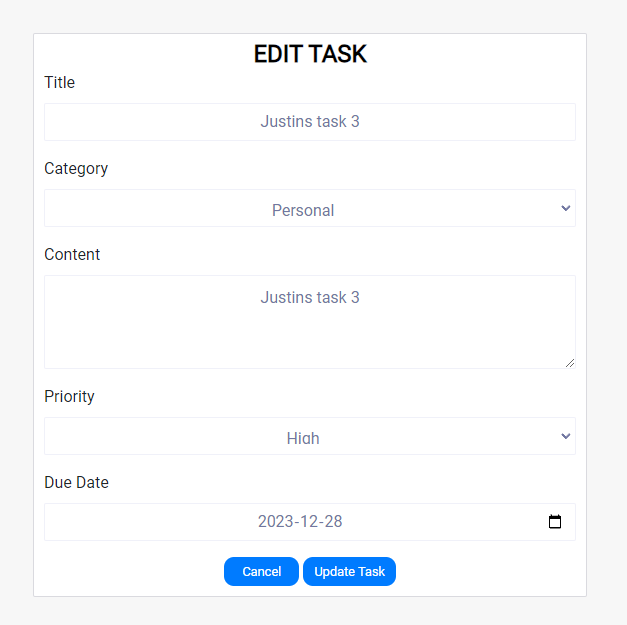 EDIT TASK
Title
Justins task 3
Category
Personal
Content
Justins task 3
Priority
High
Due Date
2023-12-28
Cancel Update Task